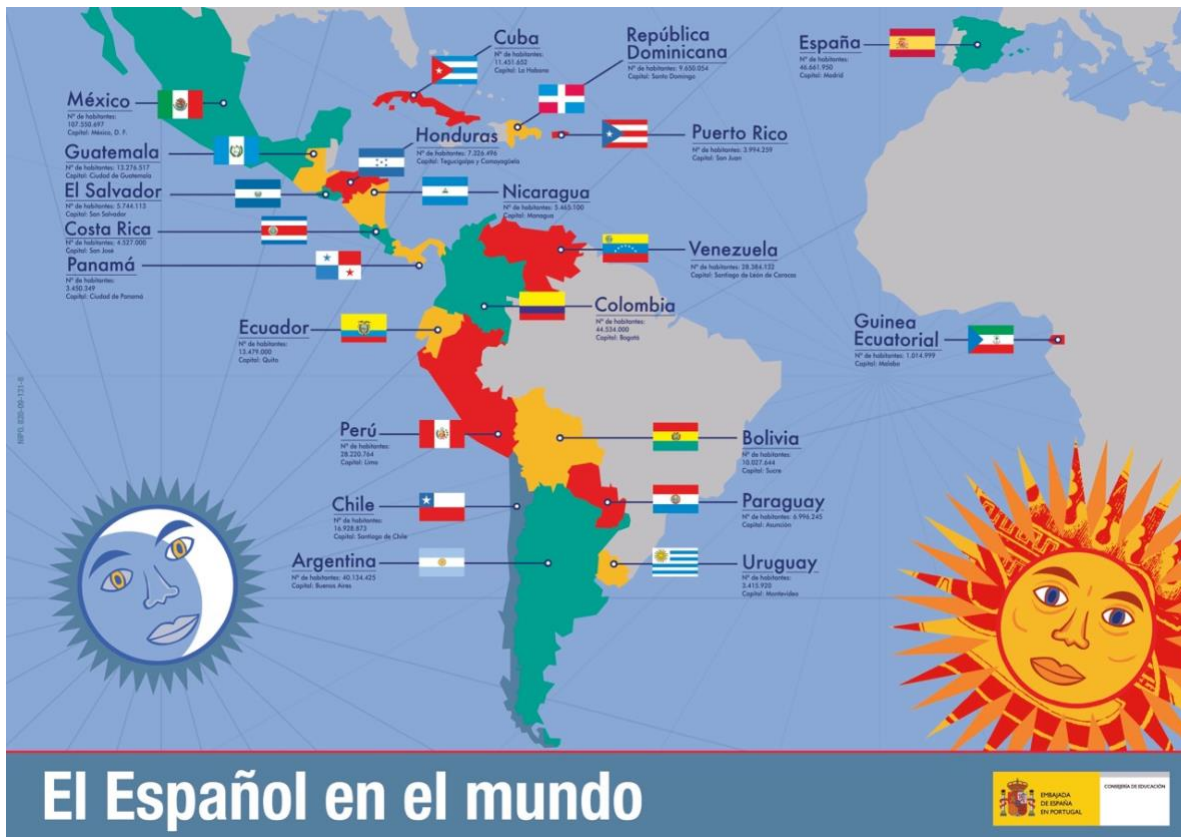 Cuba
Nº de habitantes:
11.451.652
Capital: La Habana
República
Dominicana
Nº de habitantes: 9.650.054
Capital: Santo Domingo
España
Nº de habitantes:
46.661.950
Capital: Madrid
México
Nº de habitantes:
107.550.697
Capital: México, D. F.
Honduras
Nº de habitantes: 7.326.496
Capital: Tegucigalpa y Comayagüela
Puerto Rico
Nº de habitantes: 3.994.259
Capital: San Juan
Guatemala
Nº de habitantes: 13.276.517
Capital: Ciudad de Guatemala
El Salvador
Nº de habitantes: 5.744.113
Capital: San Salvador
Nicaragua
Nº de habitantes: 5.465.100
Capital: Managua
Costa Rica
Nº de habitantes: 4.527.000
Capital: San José
Panamá
Nº de habitantes:
3.450.349
Capital: Ciudad de Panamá
Venezuela
Nº de habitantes: 28.384.132
Capital: Santiago de León de Caracas
Colombia
Nº de habitantes:
44.534.000
Capital: Bogotá
Ecuador
Nº de habitantes:
13.479.000
Capital: Quito
Guinea
Ecuatorial
Nº de habitantes: 1.014.999
Capital: Malabo
Perú
Nº de habitantes:
28.220.764
Capital: Lima
Bolivia
Nº de habitantes:
10.027.644
Capital: Sucre
Chile
Nº de habitantes:
16.928.873
Capital: Santiago de Chile
Paraguay
Nº de habitantes: 6.996.245
Capital: Asunción
Argentina
Nº de habitantes: 40.134.425
Capital: Buenos Aires
Uruguay
Nº de habitantes:
3.415.920
Capital: Montevideo
El Español en el mundo
EMBAJADA
DE ESPAÑA
EN PORTUGAL
CONSEJERÍA DE EDUCACIÓN